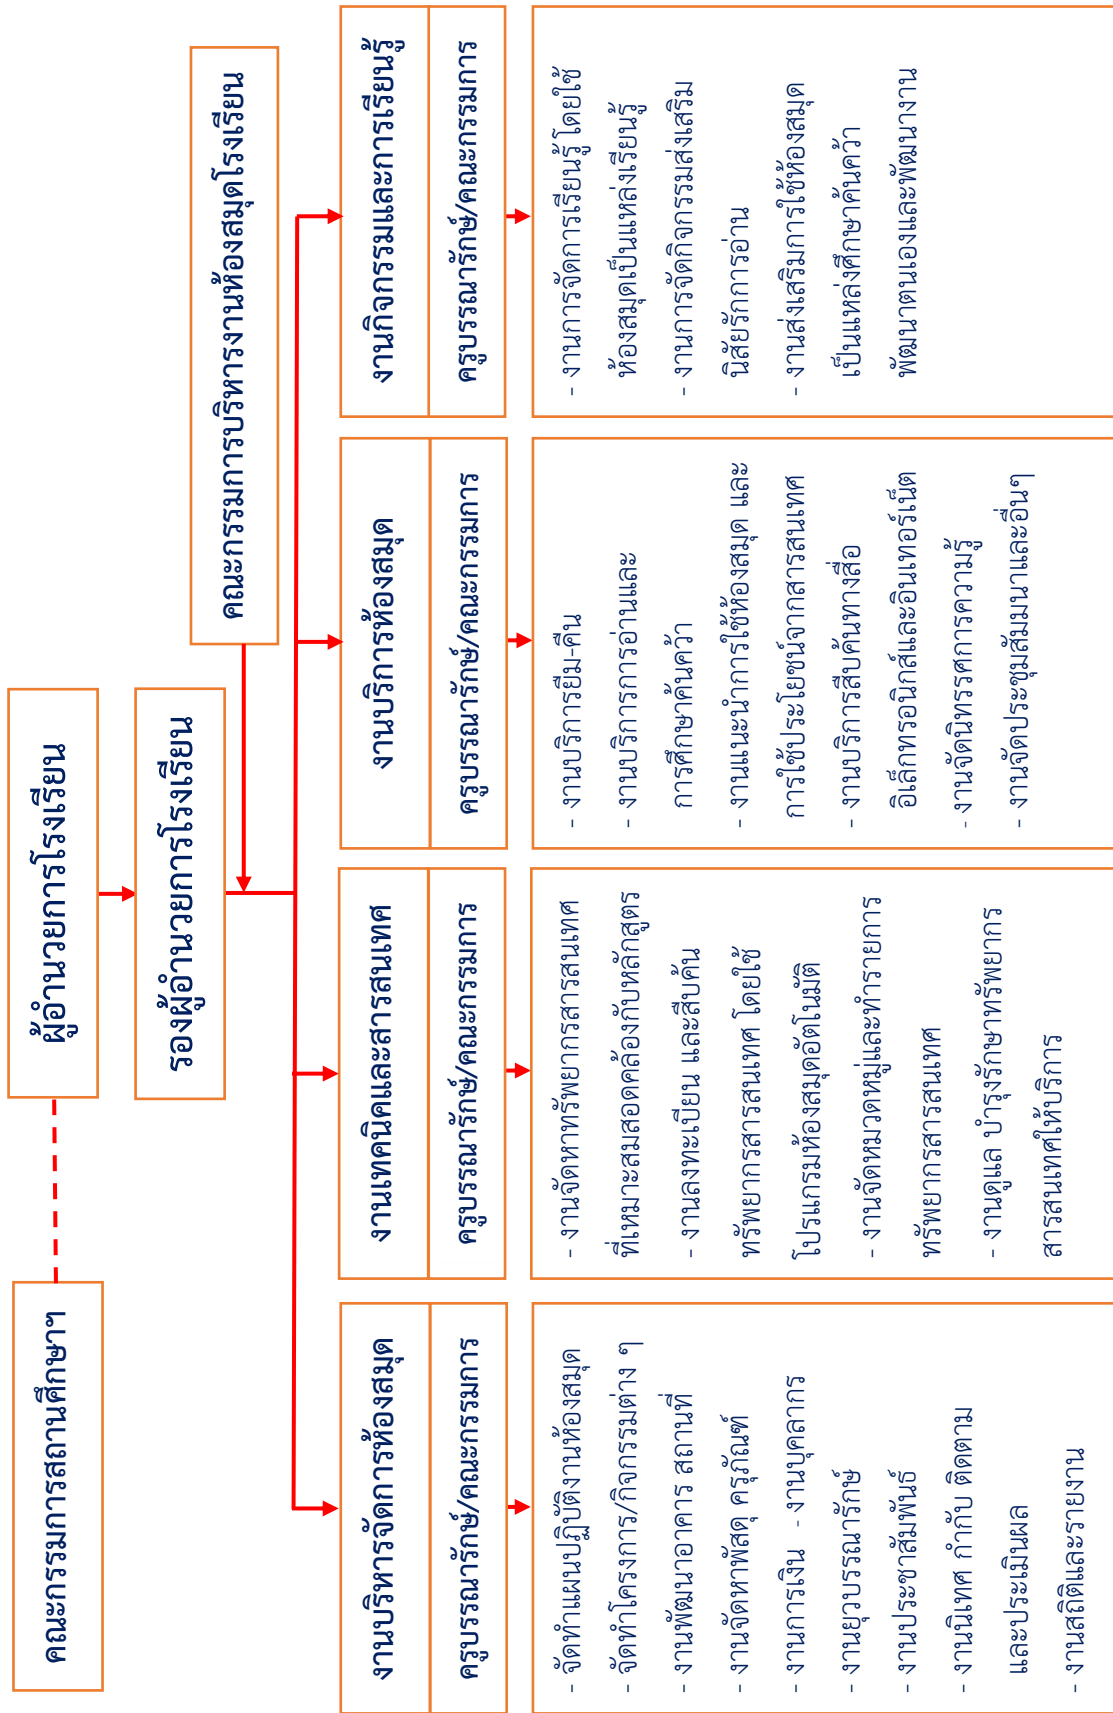 คณะกรรมการสถานศึกษาฯ
ผู้อำนวยการโรงเรียน
รองผู้อำนวยการโรงเรียน
คณะกรรมการบริหารงานห้องสมุดโรงเรียน
งานบริหารจัดการห้องสมุด
ครูบรรณารักษ์/คณะกรรมการ
- จัดทำแผนปฏิบัติงานห้องสมุด
- จัดทำโครงการ/กิจกรรมต่าง ๆ
- งานพัฒนาอาคาร สถานที่
- งานจัดหาพัสดุ ครุภัณฑ์
- งานการเงิน - งานบุคลากร
- งานยุวบรรณารักษ์
- งานประชาสัมพันธ์
- งานนิเทศ กำกับ ติดตาม
และประเมินผล
- งานสถิติและรายงาน
งานเทคนิคและสารสนเทศ
ครูบรรณารักษ์/คณะกรรมการ
- งานจัดหาทรัพยากรสารสนเทศ
ที่เหมาะสมสอดคล้องกับหลักสูตร
- งานลงทะเบียน และสืบค้น
ทรัพยากรสารสนเทศ โดยใช้
โปรแกรมห้องสมุดอัตโนมัติ
- งานจัดหมวดหมู่และทำรายการ
ทรัพยากรสารสนเทศ
- งานดูแล บำรุงรักษาทรัพยากร
สารสนเทศให้บริการ
งานบริการห้องสมุด
ครูบรรณารักษ์/คณะกรรมการ
- งานบริการยืม-คืน
- งานบริการการอ่านและ
การศึกษาค้นคว้า
- งานแนะนำการใช้ห้องสมุด และ
การใช้ประโยชน์จากสารสนเทศ
- งานบริการสืบค้นทางสื่อ
อิเล็กทรอนิกส์และอินเทอร์เน็ต
- งานจัดนิทรรศการความรู้
- งานจัดประชุมสัมมนาและอื่นๆ
งานกิจกรรมและการเรียนรู้
ครูบรรณารักษ์/คณะกรรมการ
- งานการจัดการเรียนรู้ โดยใช้
ห้องสมุดเป็นแหล่งเรียนรู้
- งานการจัดกิจกรรมส่งเสริม
นิสัยรักการอ่าน
- งานส่งเสริมการใช้ห้องสมุด
เป็นแหล่งศึกษาค้นคว้า
พัฒนาตนเองและพัฒนางาน